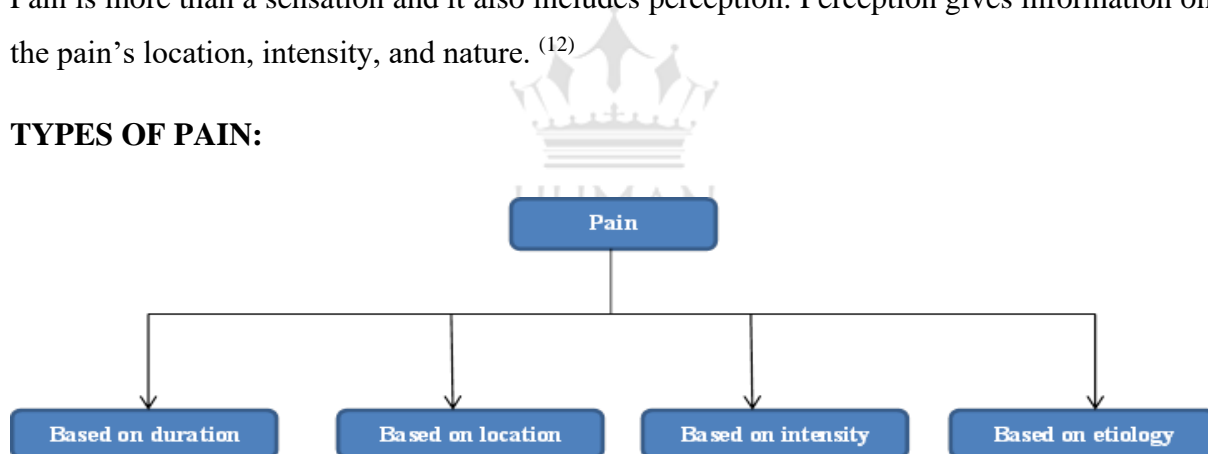 Pain is more than a sensation and it also includes perception. Perception gives information on
the pain's location, intensity, and nature. (12)
TYPES OF PAIN:
HUMAN
Pain
Based on duration
Based on location
Based on intensity
Based on etiology